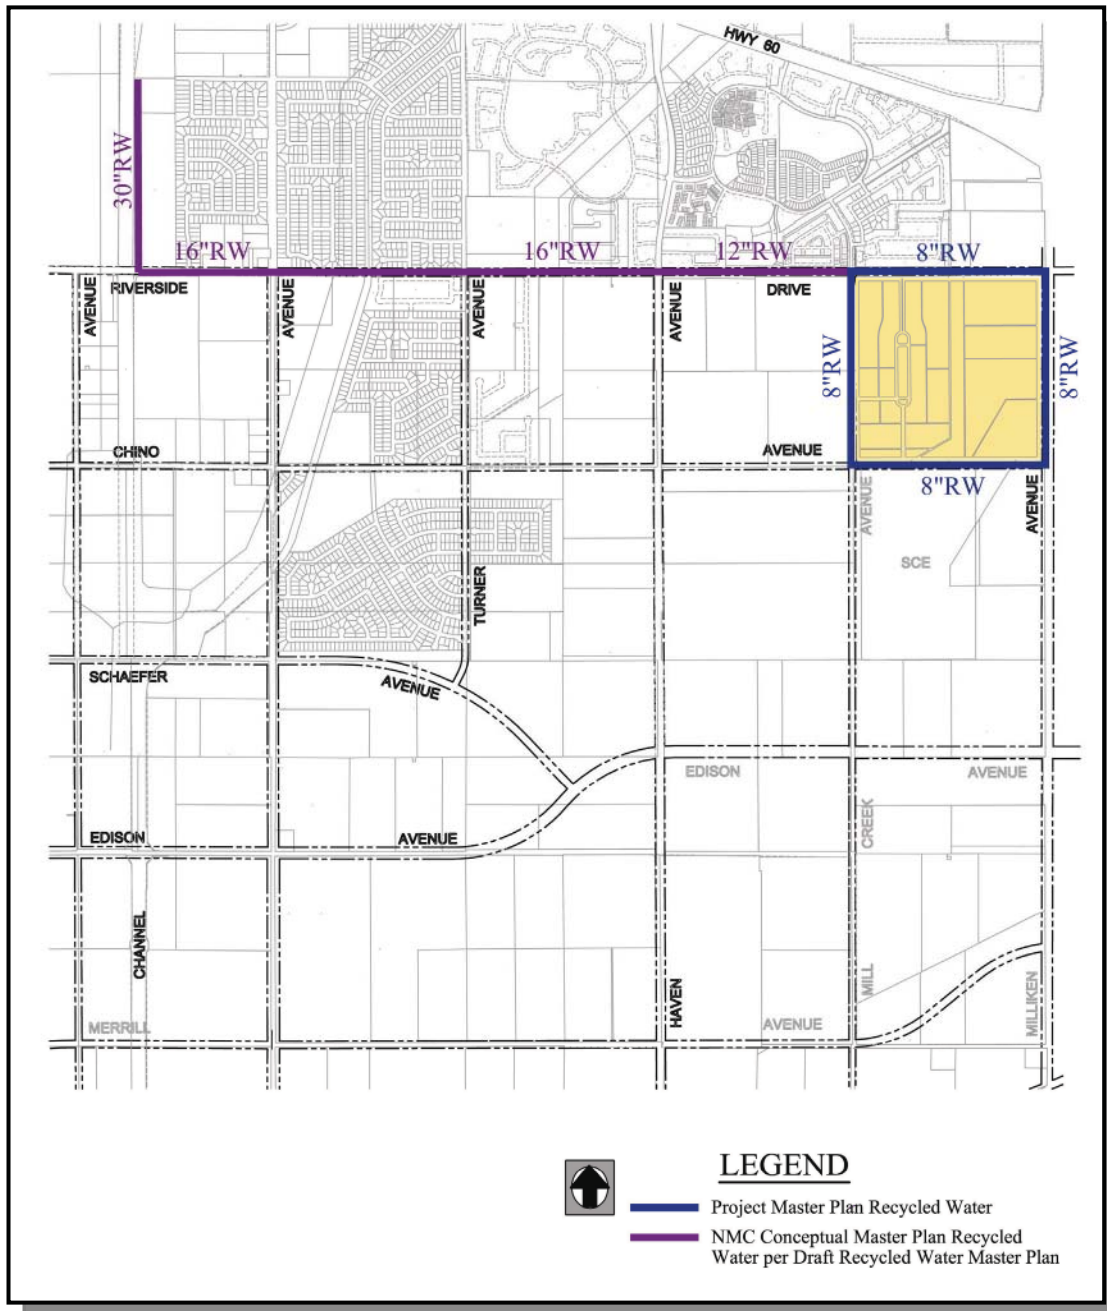 HWY 60
30"RW
16"RW
16"RW
12"RW
8"RW
RIVERSIDE
DRIVE
AVENUE
AVENUE
AVENUE
AVENUE
8"RW
8"RW
CHINO
AVENUE
8"RW
AVENUE
AVENUE
SCE
TURNER
SCHAEFER
AVENUE
EDISON
AVENUE
EDISON
AVENUE
CREEK
CHANNEL
HAVEN
MILL
MILLIKEN
MERRILL
AVENUE
LEGEND
Project Master Plan Recycled Water
NMC Conceptual Master Plan Recycled
Water per Draft Recycled Water Master Plan